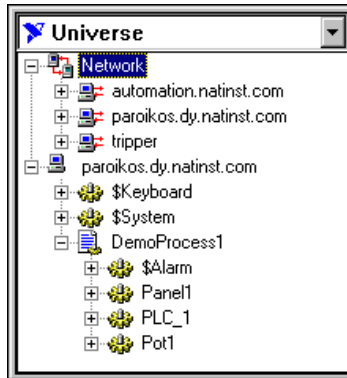 Universe
Network
automation.natinst.com
paroikos.dy.natinst.com
tripper
paroikos.dy.natinst.com
$Keyboard
$System
DemoProcess1
$Alarm
Panel1
PLC_1
Pot1